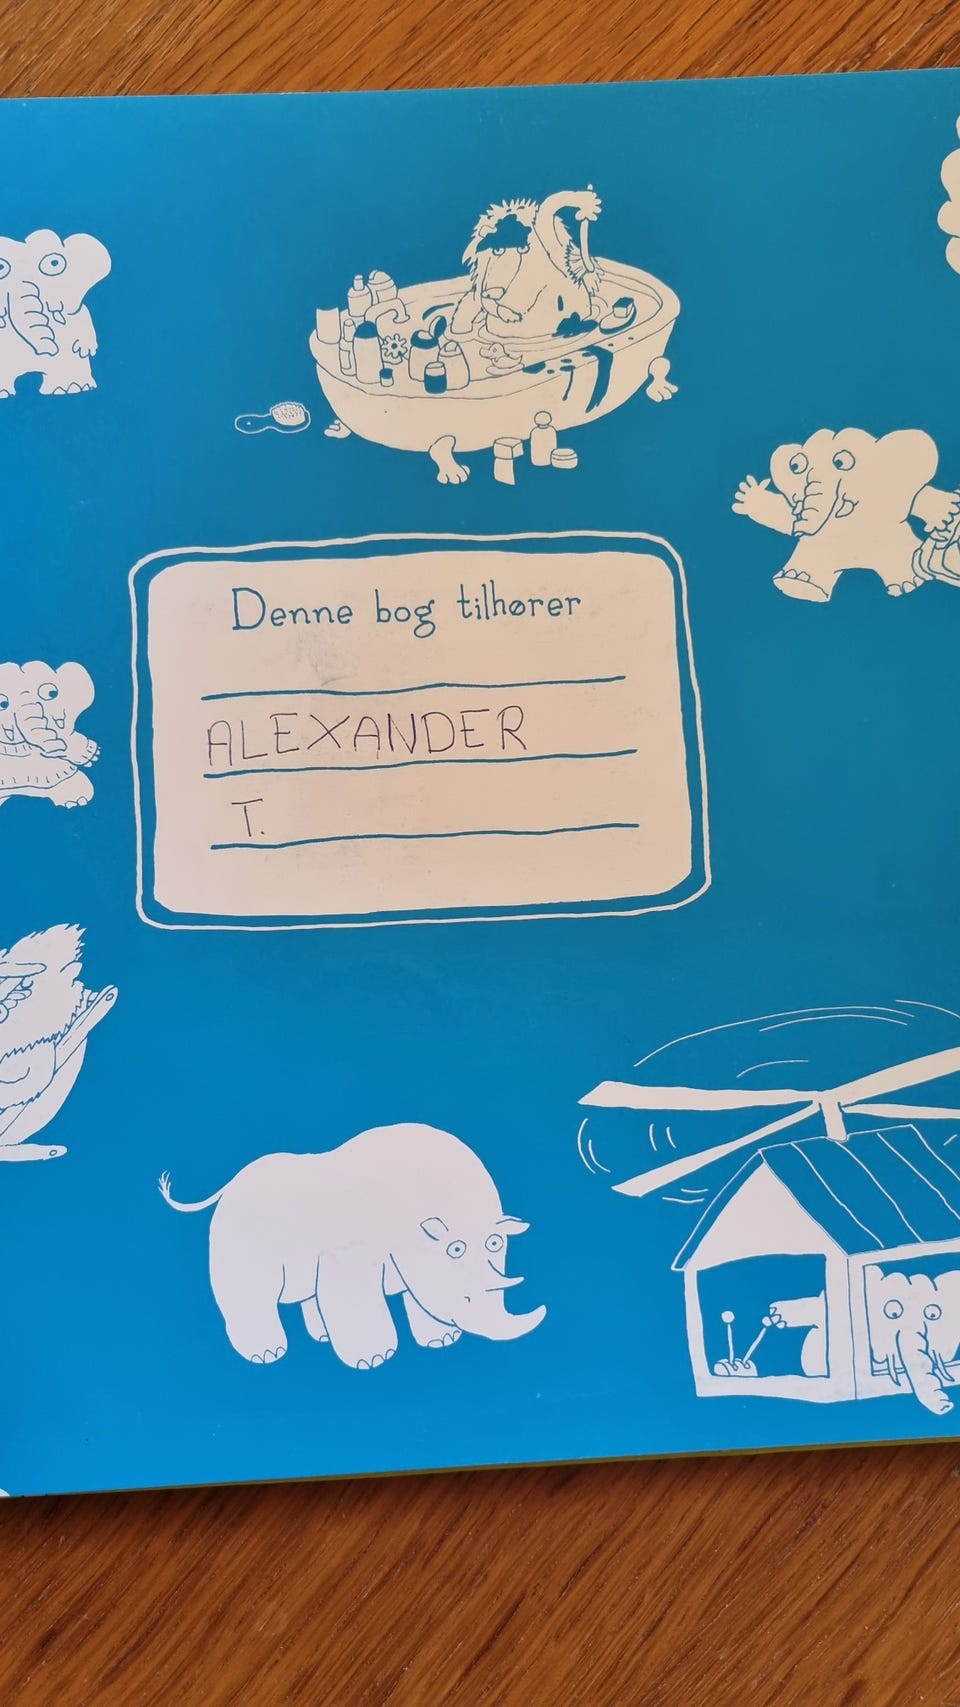 Denne bog tilhører
ALEXANDER
T.